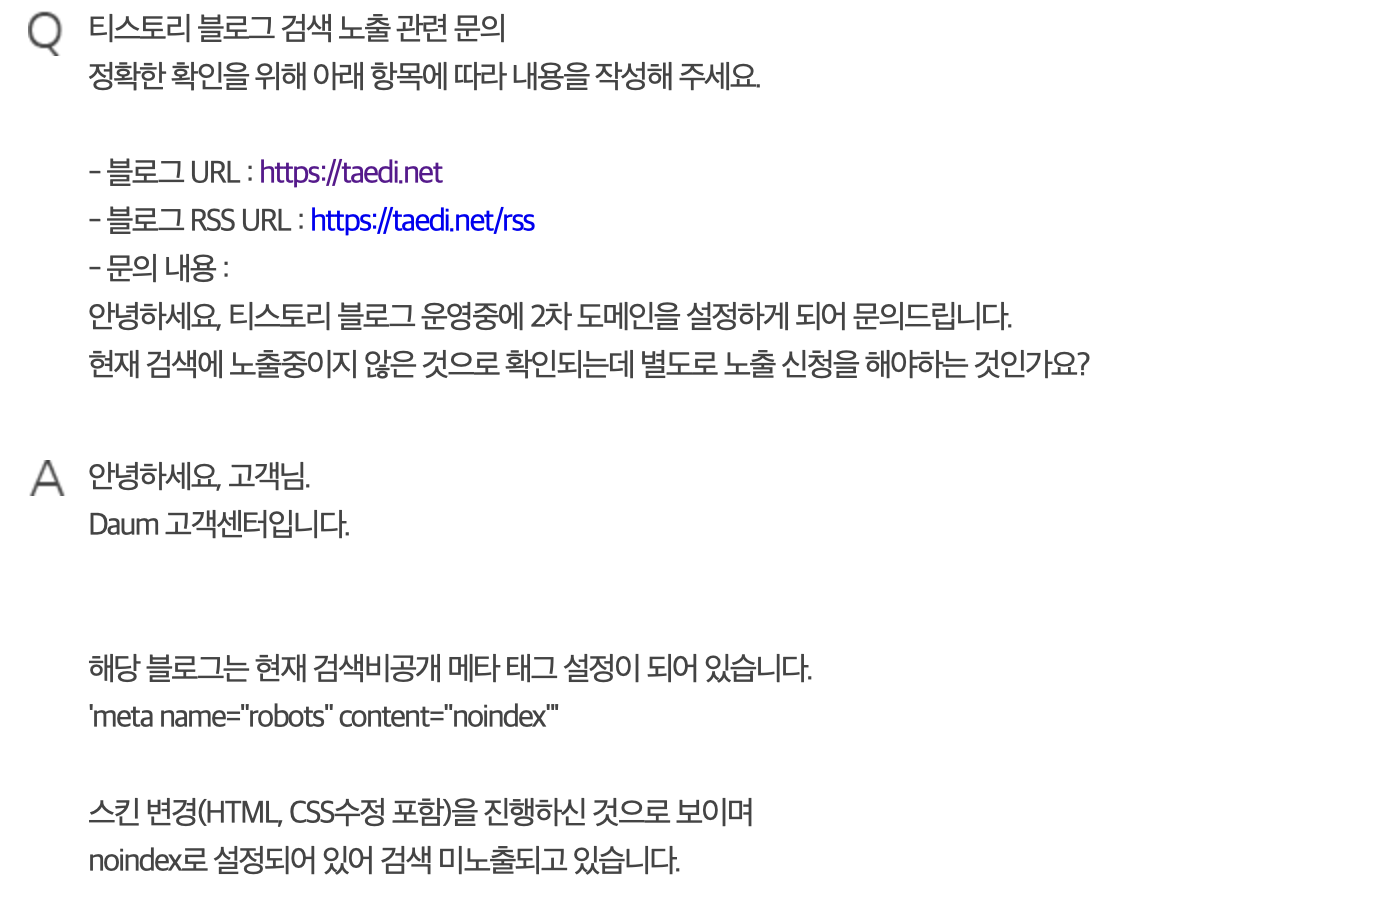 Q 티스토리 블로그 검색 노출 관련 문의
정확한 확인을 위해 아래 항목에 따라 내용을 작성해 주세요.
- 블로그 URL : https://taedi.net
- 블로그 RSS URL : https://taedi.net/rss
- 문의 내용 :
안녕하세요, 티스토리 블로그 운영중에 2차 도메인을 설정하게 되어 문의드립니다.
현재 검색에 노출중이지 않은 것으로 확인되는데 별도로 노출 신청을 해야하는 것인가요?
A 안녕하세요, 고객님.
Daum 고객센터입니다.
해당 블로그는 현재 검색비공개 메타 태그 설정이 되어 있습니다.
'meta name="robots" content="noindex"'
스킨 변경(HTML, CSS수정 포함)을 진행하신 것으로 보이며
noindex로 설정되어 있어 검색 미노출되고 있습니다.